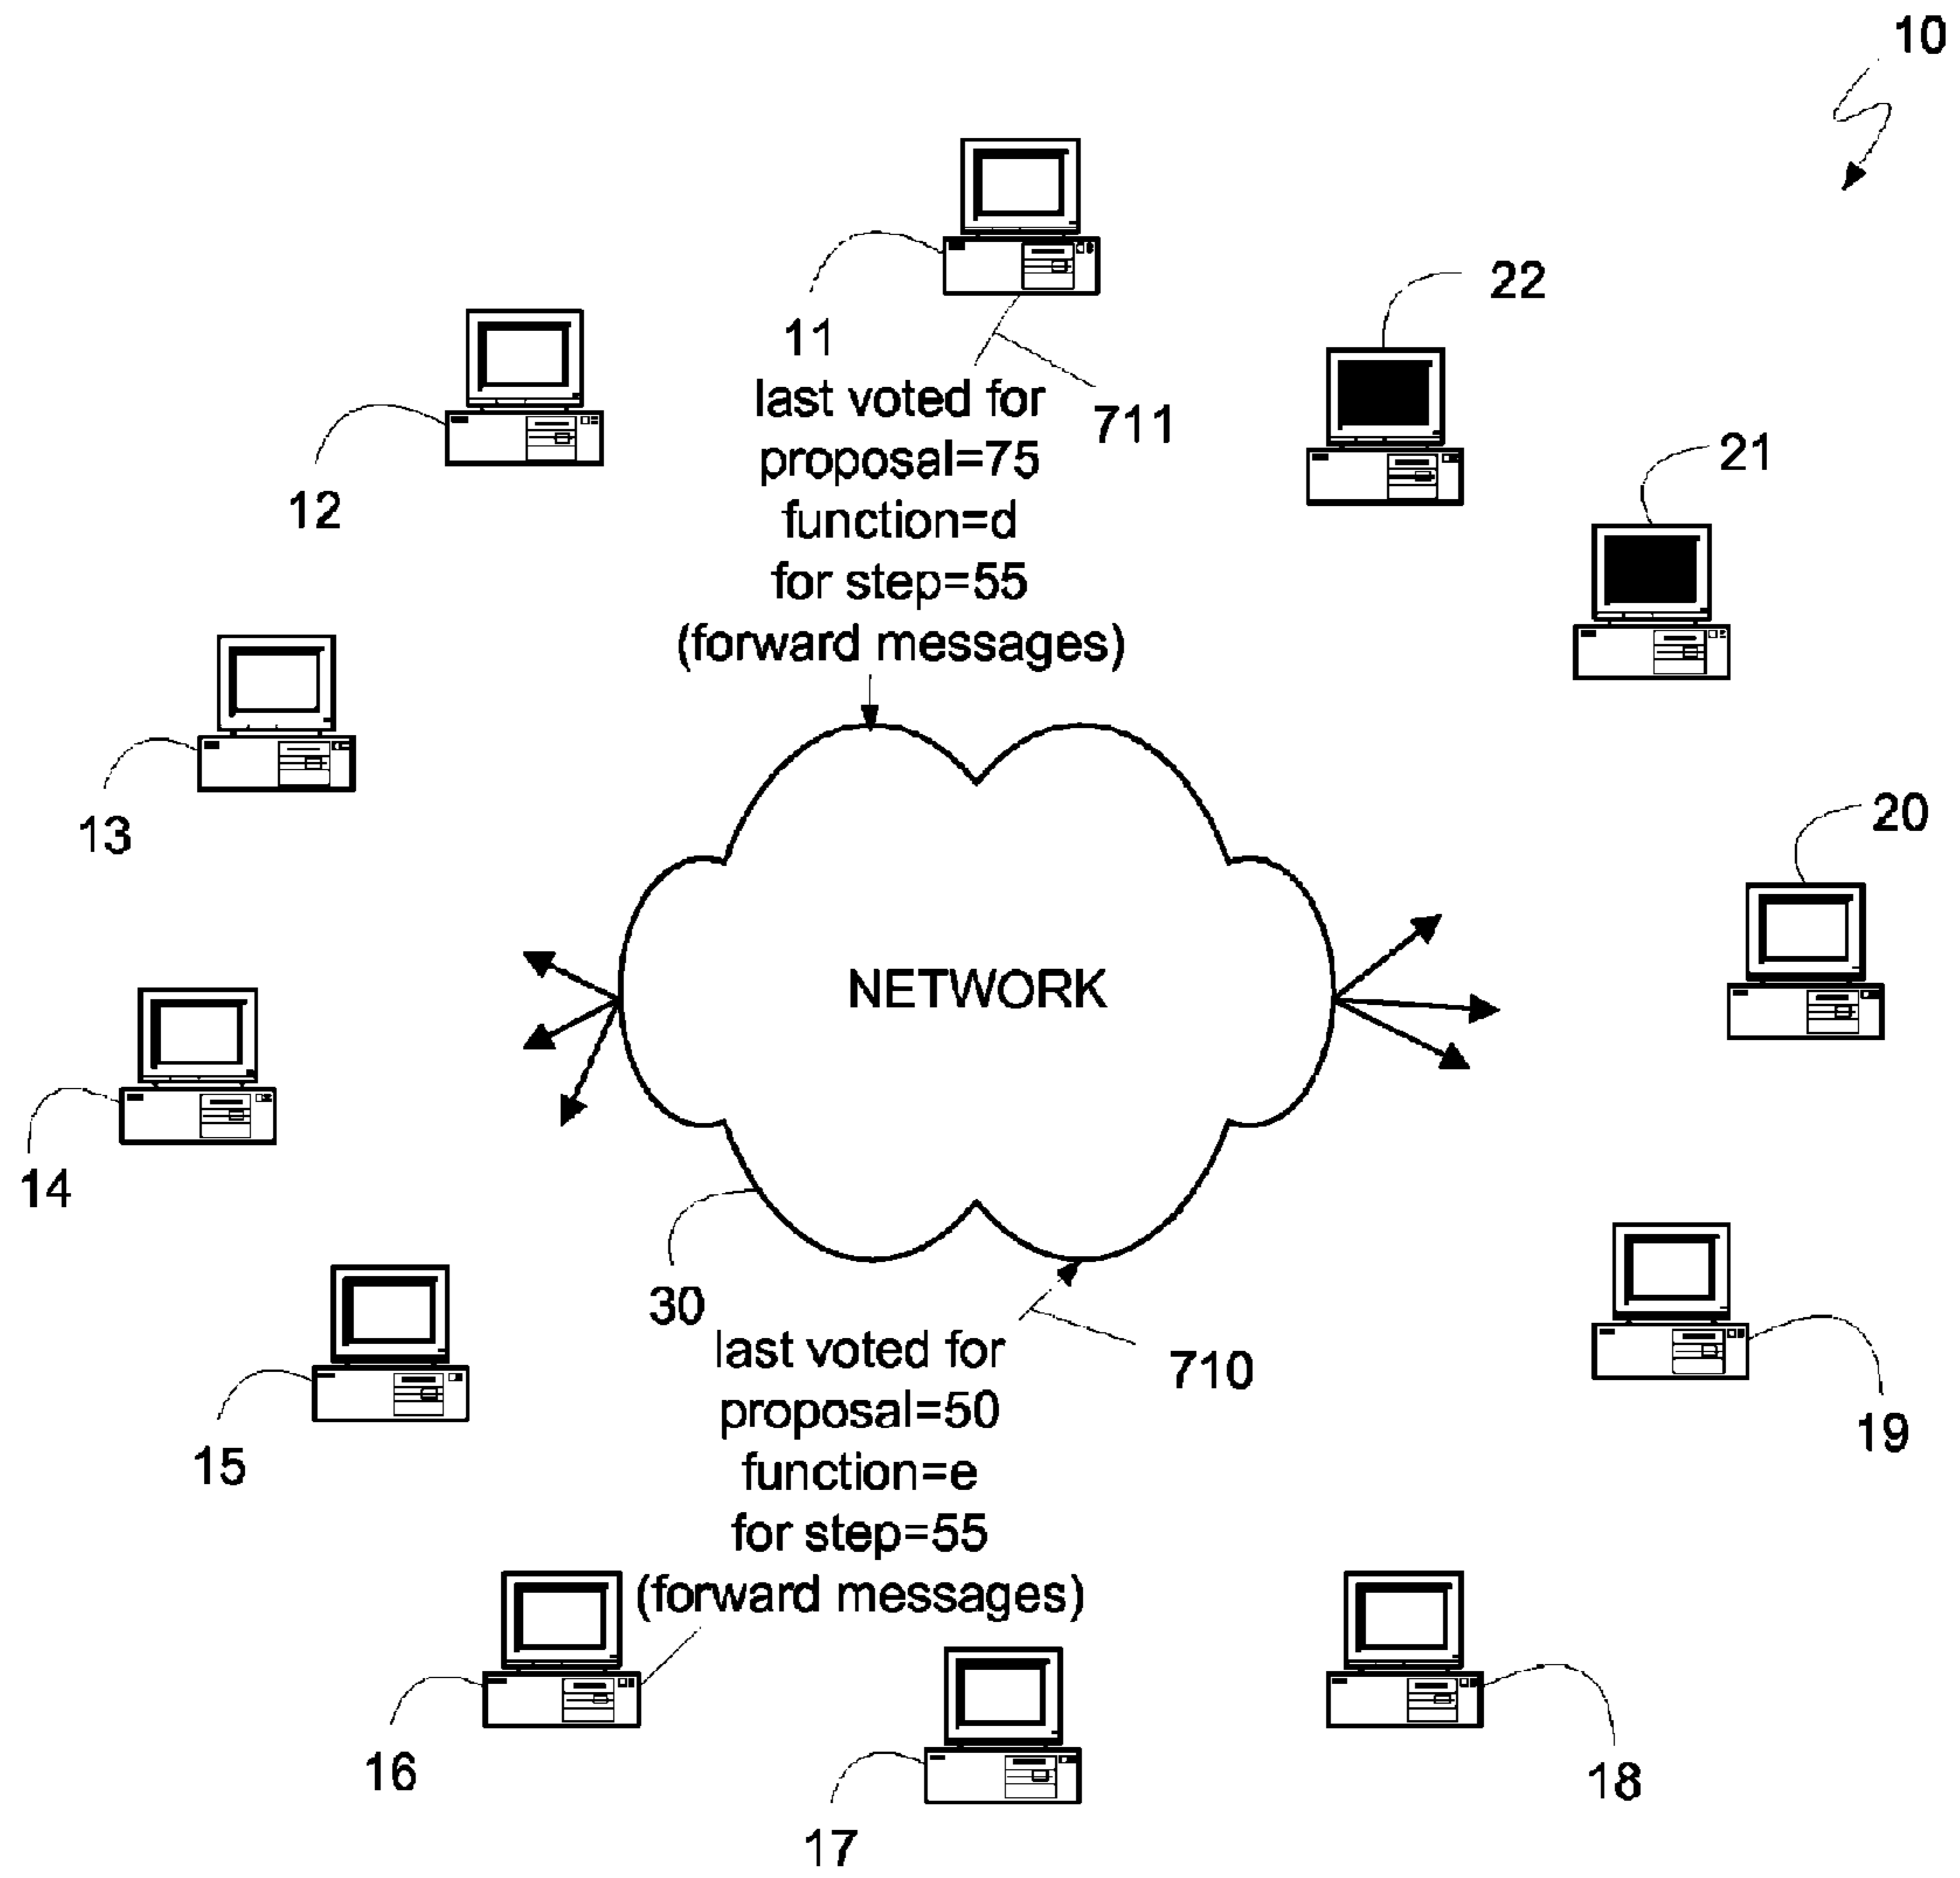 10
22
11
last voted for
proposal=75
function=d
for step=55
(forward messages)
711
21
12
20
13
NETWORK
14
30
last voted for
proposal=50
function=e
for step=55
(forward messages)
710
19
15
16
18
17